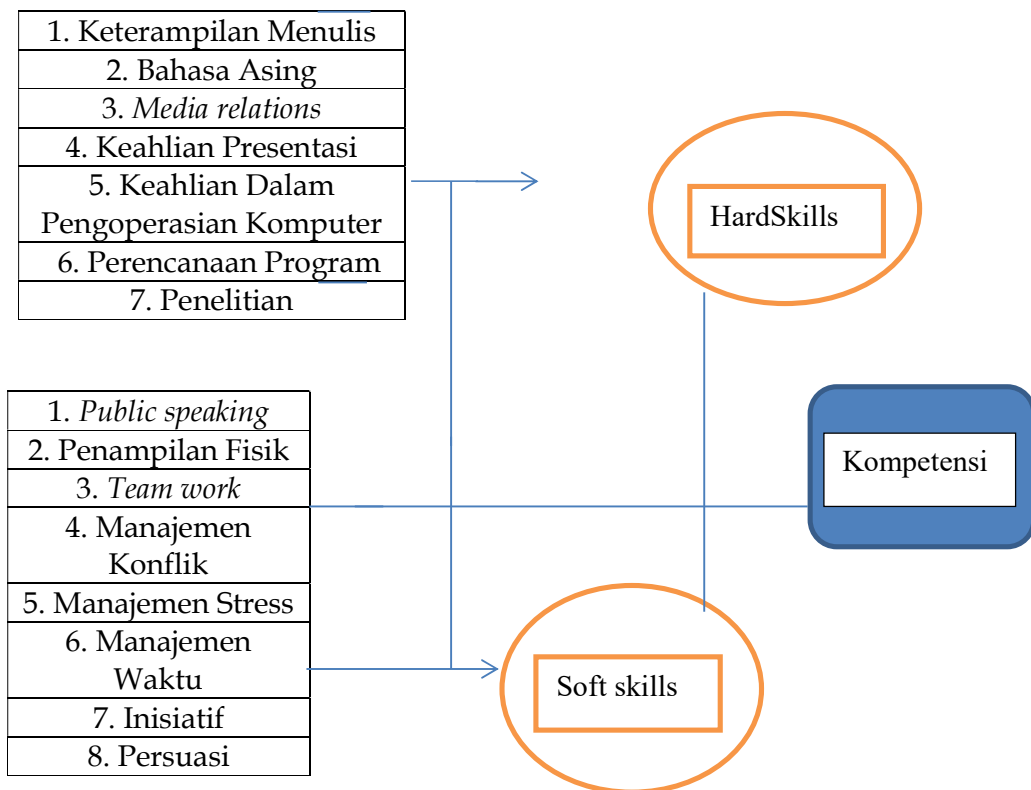 1. Keterampilan Menulis
2. Bahasa Asing
3. Media relations
4. Keahlian Presentasi
5. Keahlian Dalam
Pengoperasian Komputer
6. Perencanaan Program
7. Penelitian
HardSkills
1. Public speaking
2. Penampilan Fisik
3. Team work
4. Manajemen
Konflik
5. Manajemen Stress
6. Manajemen
Waktu
7. Inisiatif
8. Persuasi
Kompetensi
Soft skills